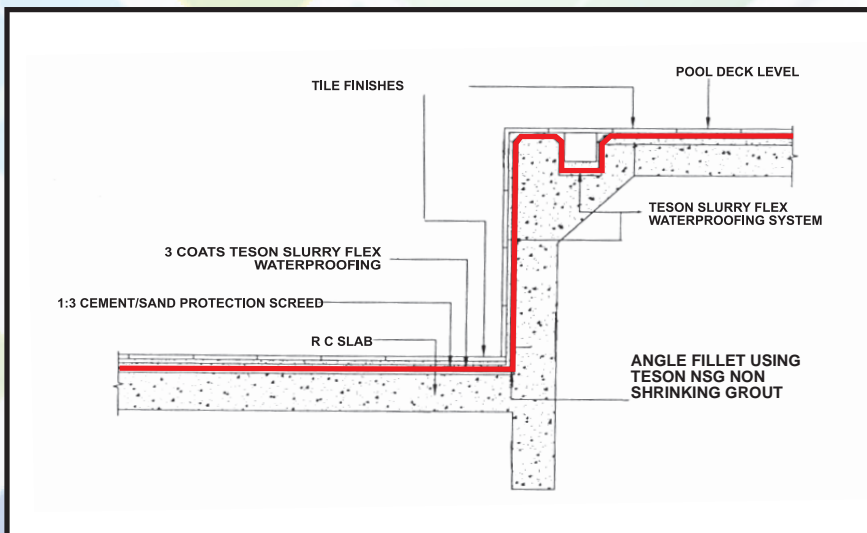 POOL DECK LEVEL
TILE FINISHES
TESON SLURRY FLEX
WATERPROOFING SYSTEM
3 COATS TESON SLURRY FLEX
WATERPROOFING
1:3 CEMENT/SAND PROTECTION SCREED
R C SLAB
ANGLE FILLET USING
TESON NSG NON
SHRINKING GROUT